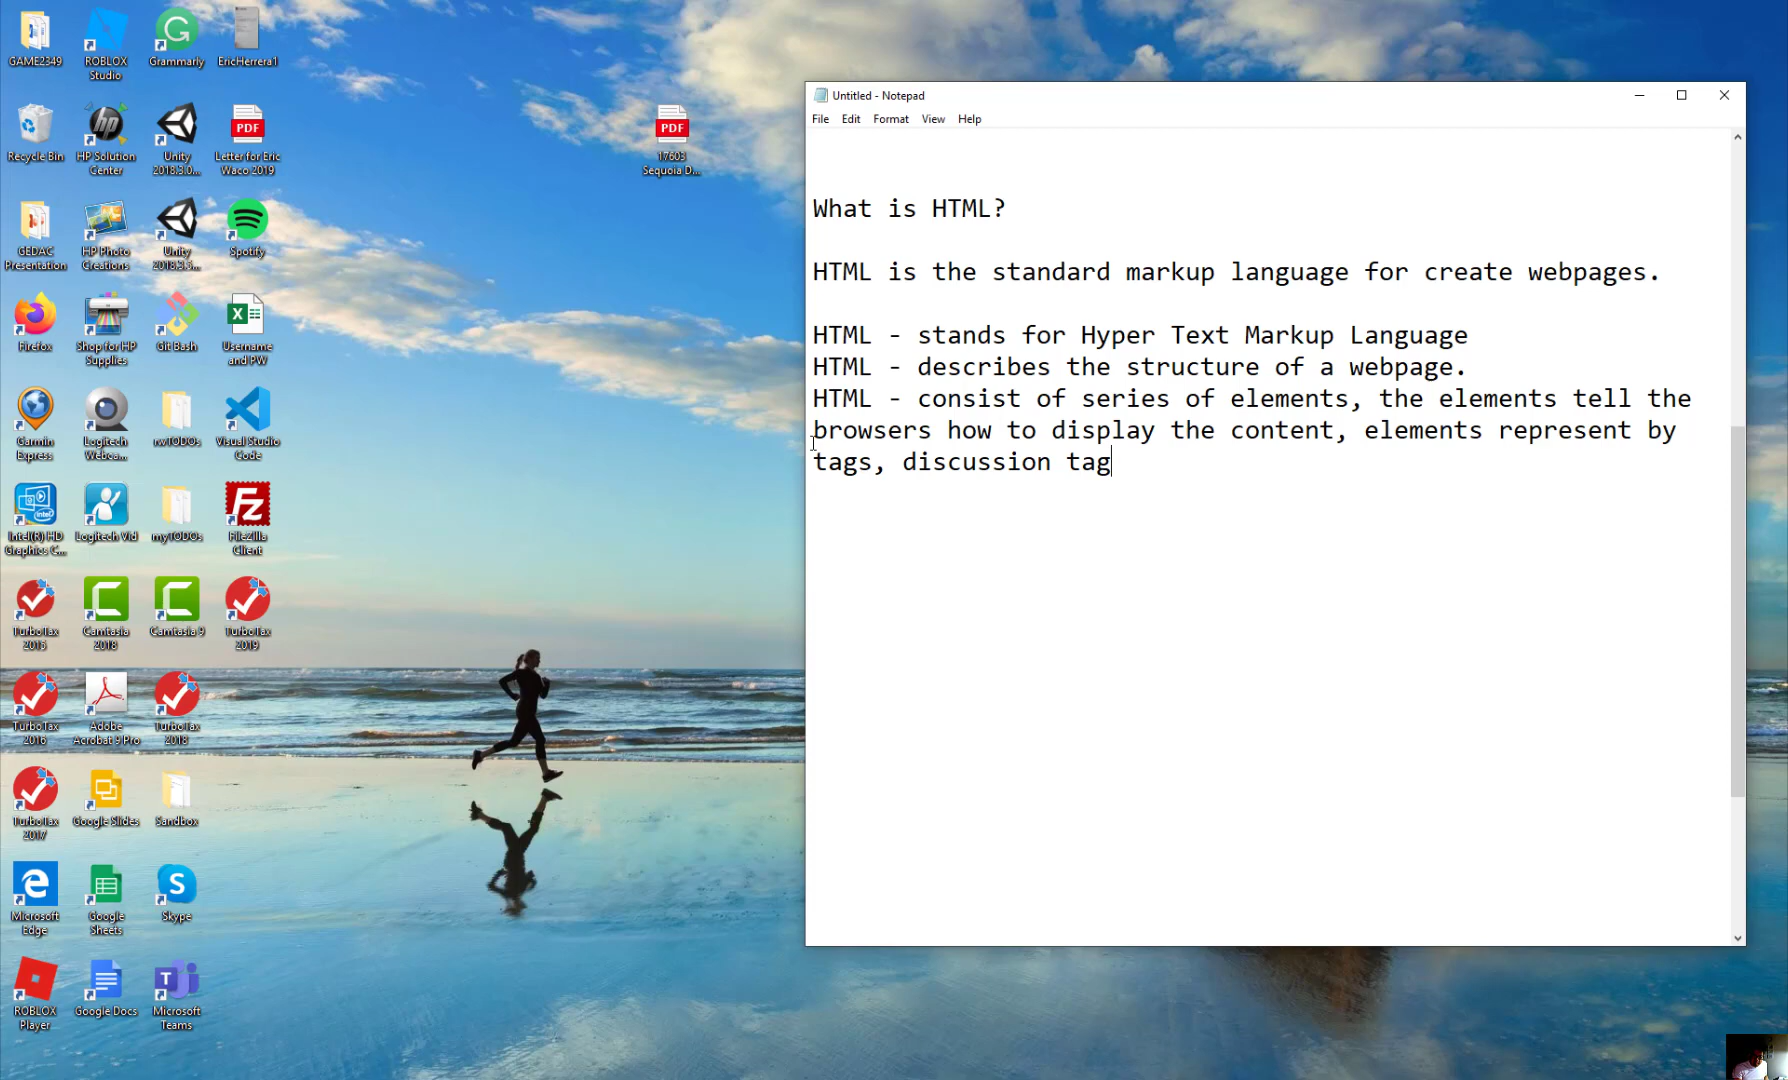 GAME2349
ROBLOX Studio
Grammarly
EricHerrera1
Recycle Bin
HP Solution Center
Unity 2018.3.0...
PDF
Letter for Eric Waco 2019
PDF
17603 Sequoia D...
GEDAC Presentation
HP Photo Creations
Unity 2018.3.5...
Spotify
Firefox
Shop for HP Supplies
Git Bash
Username and PW
Garmin Express
Logitech Webca...
Visual Studio Code
Intel(R) HD Graphics C...
Logitech Vid
myTODOs
FileZilla Client
TurboTax 2015
Camtasia 2018
Camtasia 9
TurboTax 2019
TurboTax 2016
Adobe Acrobat 9 Pro
TurboTax 2018
TurboTax 2017
Google Slides
Sandbox
Microsoft Edge
Google Sheets
Skype
ROBLOX Player
Google Docs
Microsoft Teams
Untitled - Notepad
File Edit Format View Help
What is HTML?
HTML is the standard markup language for create webpages.
HTML - stands for Hyper Text Markup Language
HTML - describes the structure of a webpage.
HTML - consist of series of elements, the elements tell the
browsers how to display the content, elements represent by
tags, discussion tag